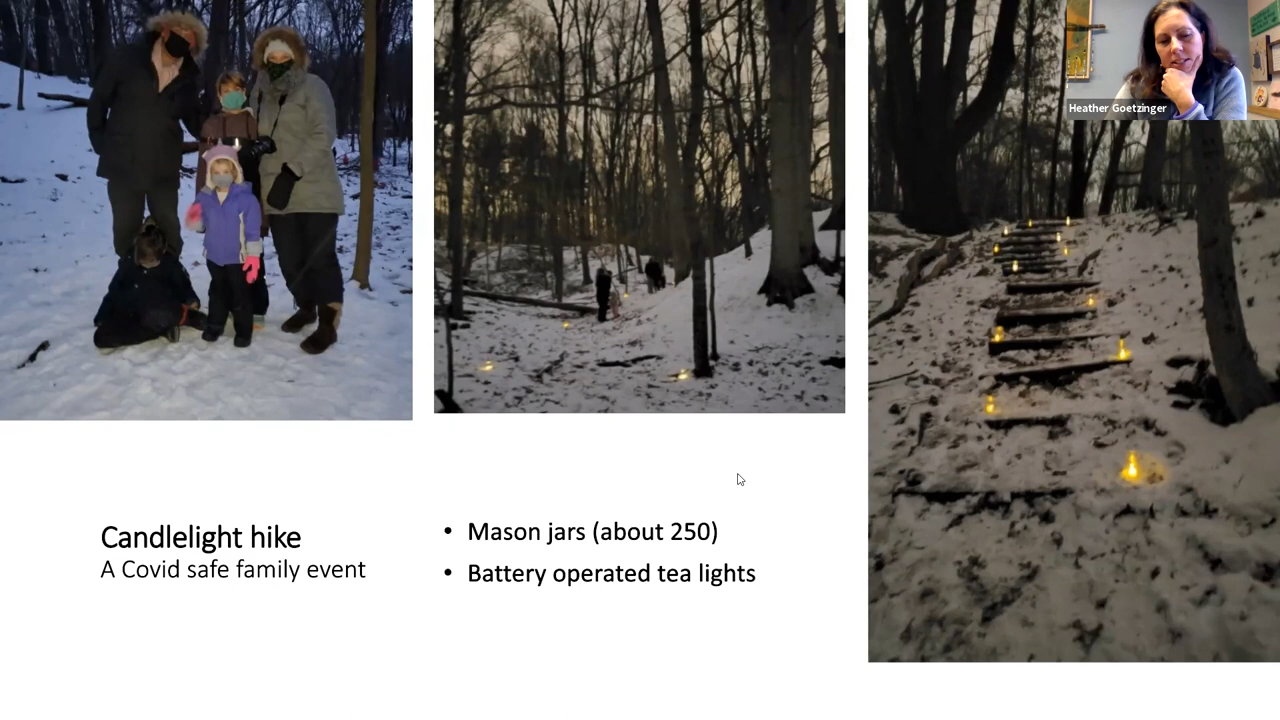 Heather Goetzinger
Candlelight hike
A Covid safe family event
• Mason jars (about 250)
• Battery operated tea lights